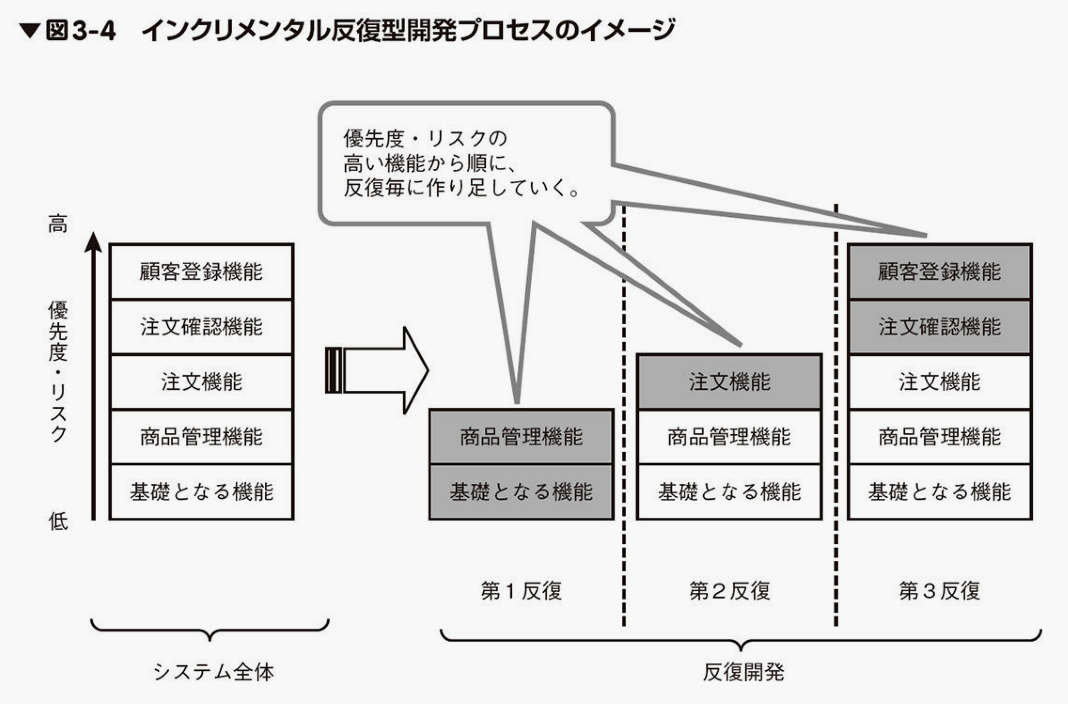 ▼図3-4 インクリメンタル反復型開発プロセスのイメージ
優先度・リスクの
高い機能から順に、
反復毎に作り足していく。
高
優先度・リスク
低
顧客登録機能
注文確認機能
注文機能
商品管理機能
基礎となる機能
システム全体
商品管理機能
基礎となる機能
第1反復
注文機能
商品管理機能
基礎となる機能
第2反復
顧客登録機能
注文確認機能
注文機能
商品管理機能
基礎となる機能
第3反復
反復開発